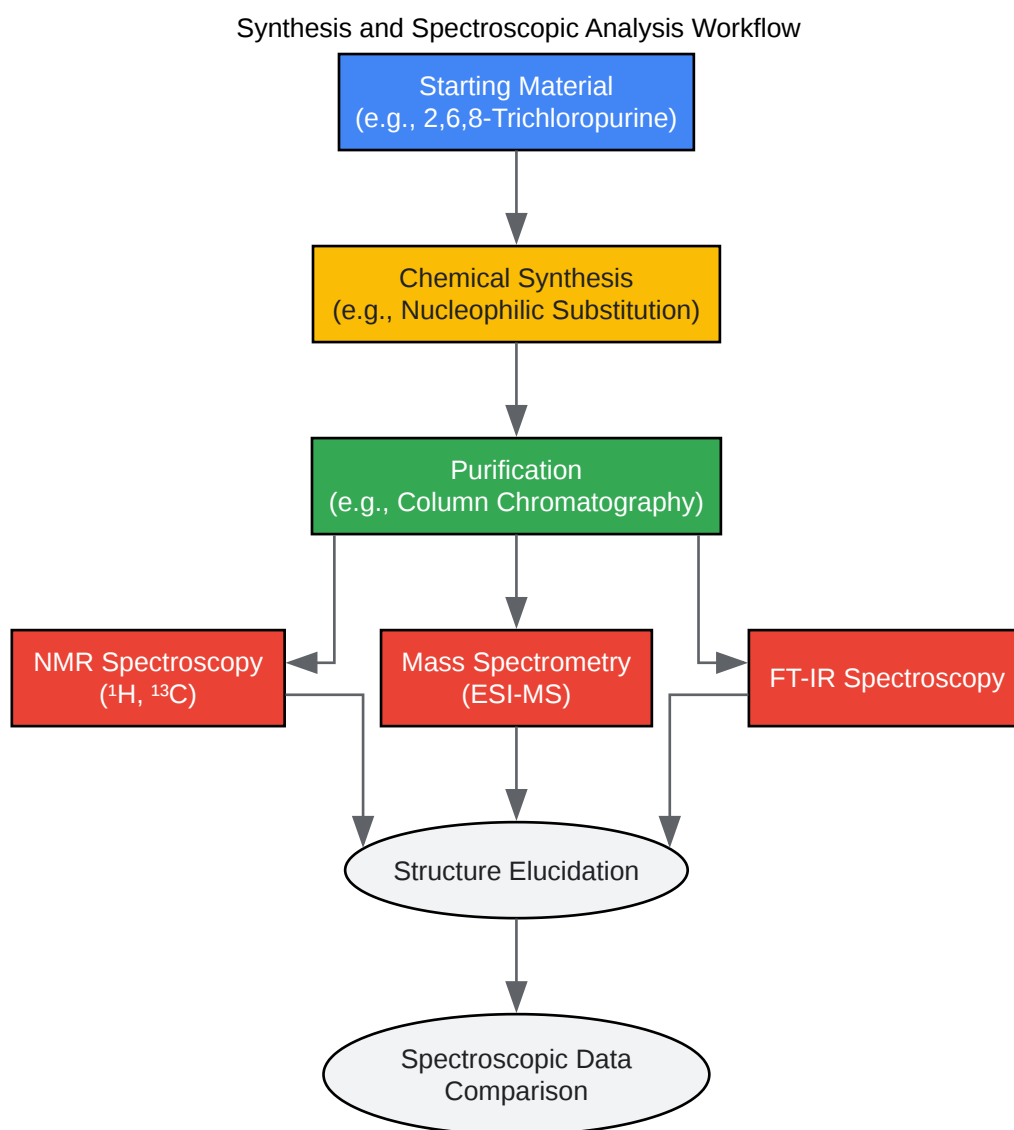 Synthesis and Spectroscopic Analysis Workflow
Starting Material
(e.g., 2,6,8-Trichloropurine)
Chemical Synthesis
(e.g., Nucleophilic Substitution)
Purification
(e.g., Column Chromatography)
NMR Spectroscopy
(¹H, ¹³C)
Mass Spectrometry
(ESI-MS)
FT-IR Spectroscopy
Structure Elucidation
Spectroscopic Data
Comparison